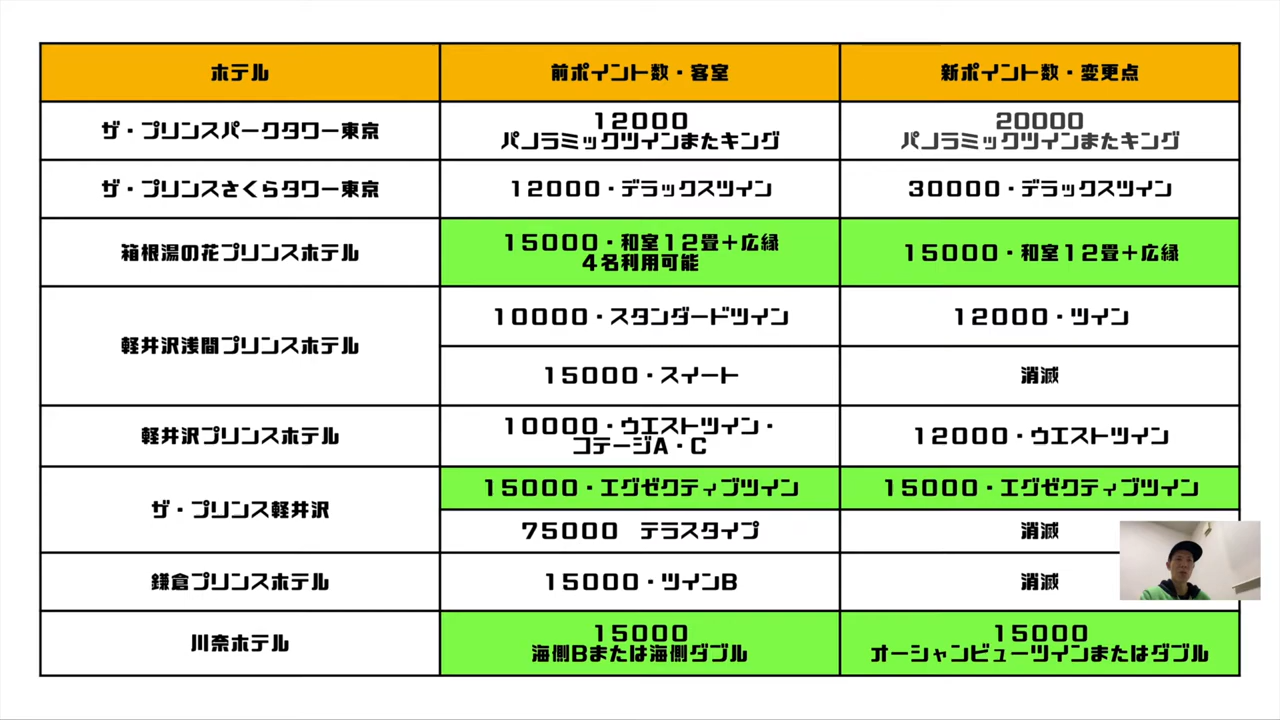 ホテル
前ポイント数・客室
新ポイント数・変更点
ザ・プリンスパークタワー東京
12000
パノラミックツインまたキング
20000
パノラミックツインまたキング
ザ・プリンスさくらタワー東京
12000・デラックスツイン
30000・デラックスツイン
箱根湯の花プリンスホテル
15000・和室12畳+広縁
4名利用可能
15000・和室12畳+広縁
軽井沢浅間プリンスホテル
10000・スタンダードツイン
12000・ツイン
15000・スイート
消滅
軽井沢プリンスホテル
10000・ウエストツイン・
コテージA・C
12000・ウエストツイン
ザ・プリンス軽井沢
15000・エグゼクティブツイン
15000・エグゼクティブツイン
75000 テラスタイプ
消滅
鎌倉プリンスホテル
15000・ツインB
消滅
川奈ホテル
15000
海側Bまたは海側ダブル
15000
オーシャンビューツインまたはダブル